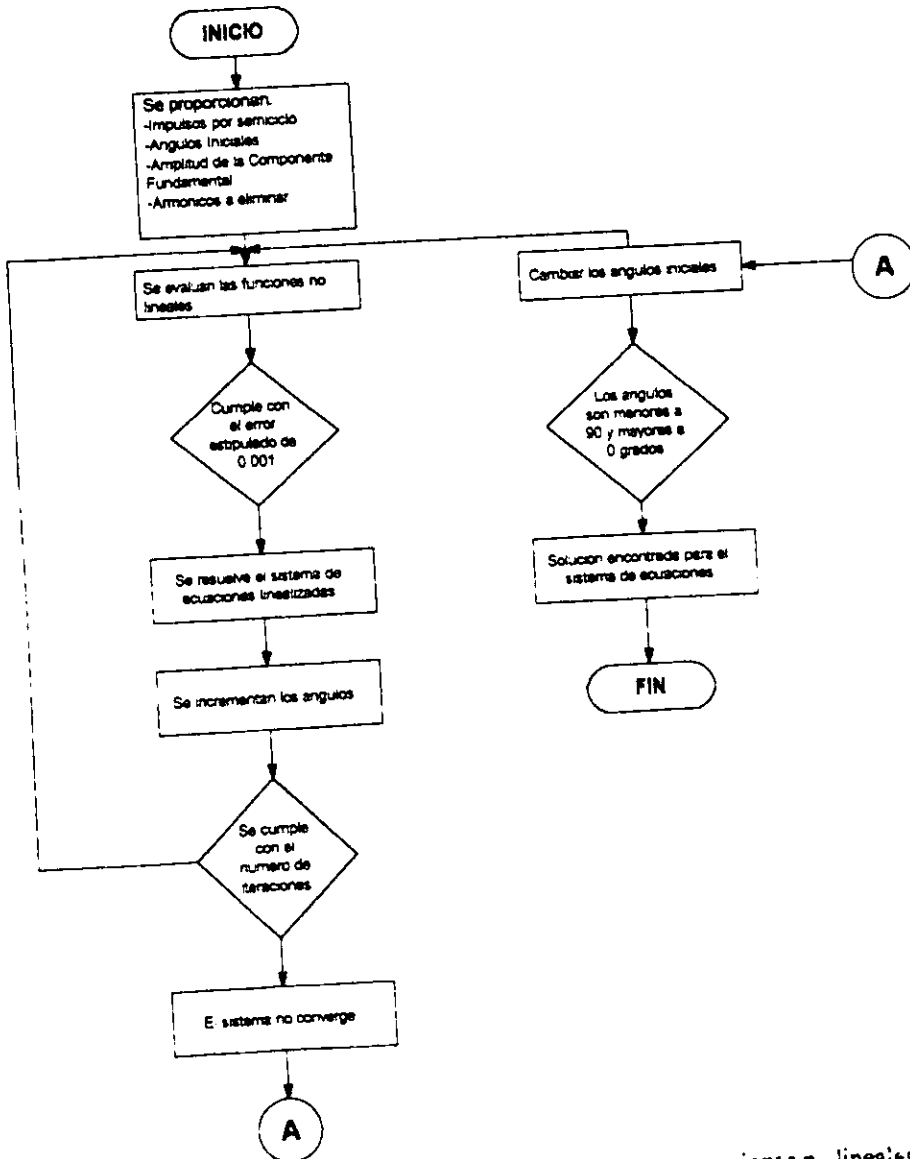 INICIO
Se proporcionan.
-Impulsos por semiciclo
-Angulos Iniciales
-Amplitud de la Componente
Fundamental
-Armonicos a eliminar
Se evaluan las funciones no
lineales
Cumple con
el error
estipulado de
0 001
Se resuelve el sistema de
ecuaciones linealizadas
Se incrementan los angulos
Se cumple
con el
numero de
iteraciones
E. sistema no converge
A
Cambiar los angulos iniciales
A
Los angulos
son menores a
90 y mayores a
0 grados
Solucion encontrada para el
sistema de ecuaciones
FIN